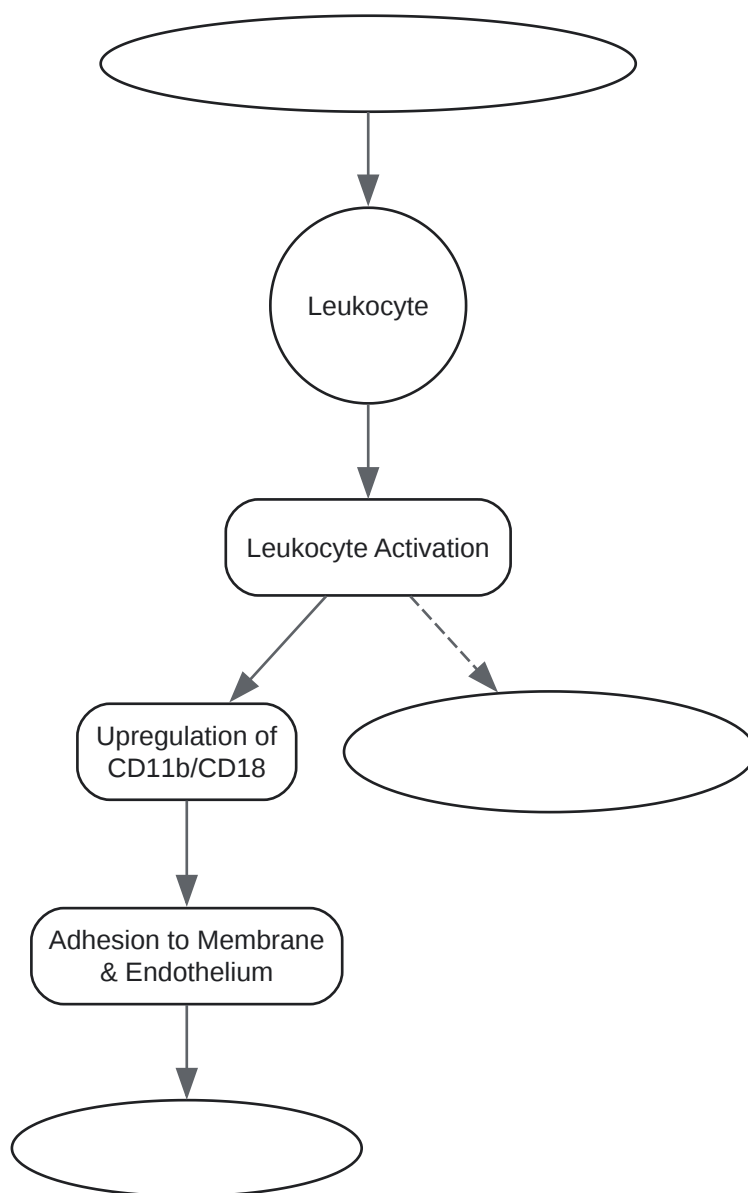 Leukocyte
Leukocyte Activation
Upregulation of
CD11b/CD18
Adhesion to Membrane
& Endothelium